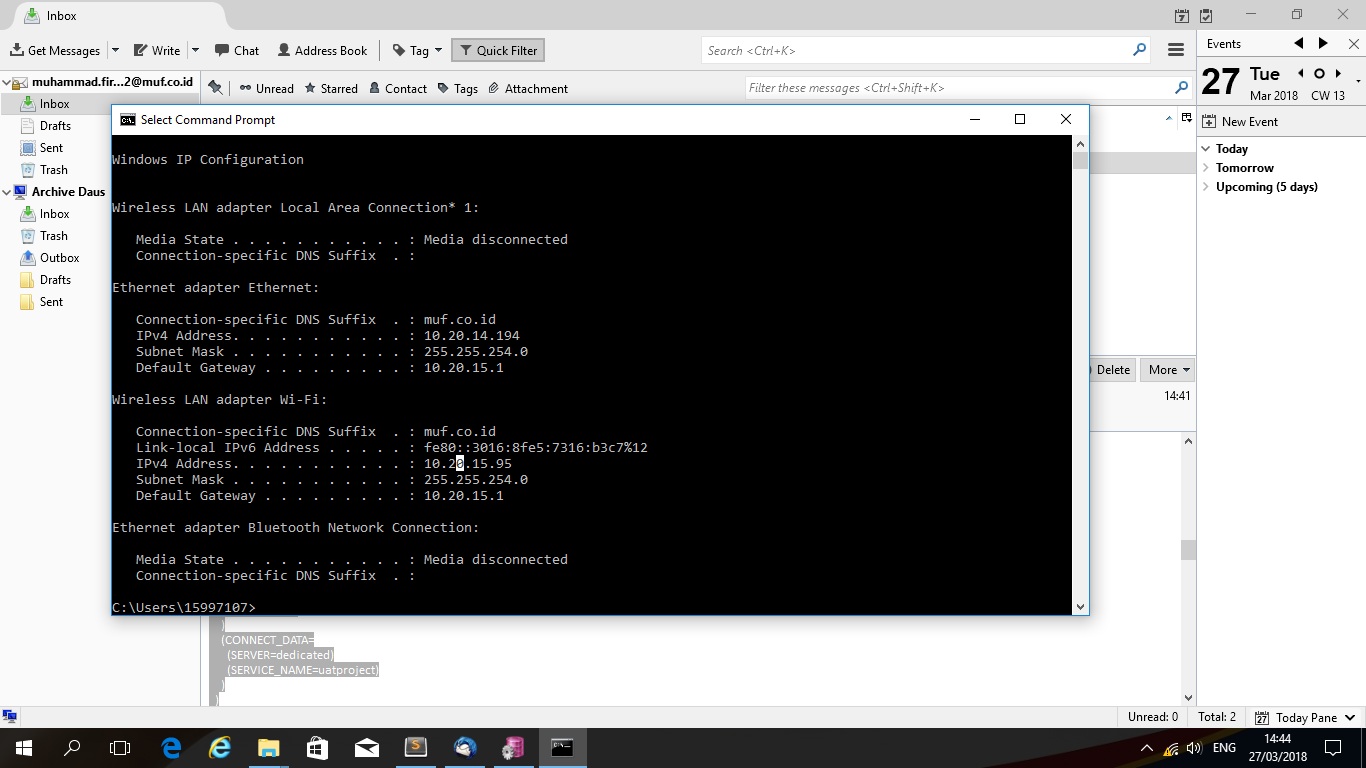 Inbox
Get Messages
Write
Chat
Address Book
Tag
Quick Filter
Search <Ctrl+K>
Events
muhammad.fir...2@muf.co.id
Inbox
Drafts
Sent
Trash
Archive Daus
Inbox
Trash
Outbox
Drafts
Sent
Unread
Starred
Contact
Tags
Attachment
Filter these messages <Ctrl+Shift+K>
Select Command Prompt
Windows IP Configuration
Wireless LAN adapter Local Area Connection* 1:
Media State . . . . . . . . . . . : Media disconnected
Connection-specific DNS Suffix  . :
Ethernet adapter Ethernet:
Connection-specific DNS Suffix  . : muf.co.id
IPv4 Address. . . . . . . . . . . : 10.20.14.194
Subnet Mask . . . . . . . . . . . : 255.255.254.0
Default Gateway . . . . . . . . . : 10.20.15.1
Wireless LAN adapter Wi-Fi:
Connection-specific DNS Suffix  . : muf.co.id
Link-local IPv6 Address . . . . . : fe80::3016:8fe5:7316:b3c7%12
IPv4 Address. . . . . . . . . . . : 10.20.15.95
Subnet Mask . . . . . . . . . . . : 255.255.254.0
Default Gateway . . . . . . . . . : 10.20.15.1
Ethernet adapter Bluetooth Network Connection:
Media State . . . . . . . . . . . : Media disconnected
Connection-specific DNS Suffix  . :
C:\Users\15997107>
)
(CONNECT_DATA=
(SERVER=dedicated)
(SERVICE_NAME=uatproject)
)
)
Delete
More
14:41
27
Tue
Mar 2018
CW 13
New Event
Today
Tomorrow
Upcoming (5 days)
Unread: 0
Total: 2
Today Pane
ENG
14:44
27/03/2018